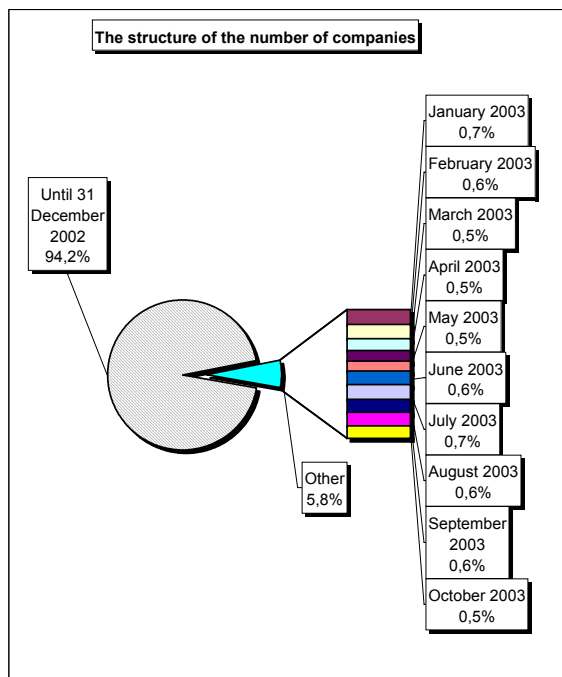 The structure of the number of companies
Until 31
December
2002
94,2%
Other
5,8%
January 2003
0,7%
February 2003
0,6%
March 2003
0,5%
April 2003
0,5%
May 2003
0,5%
June 2003
0,6%
July 2003
0,7%
August 2003
0,6%
September
2003
0,6%
October 2003
0,5%